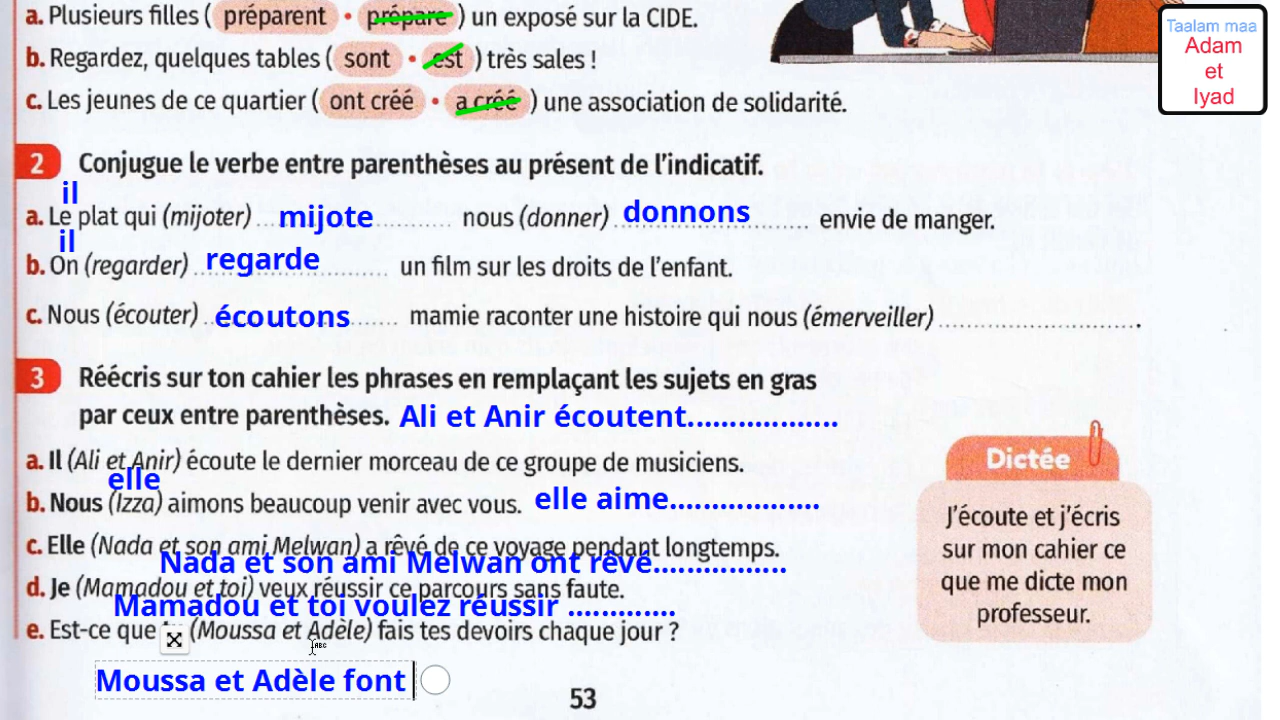 a. Plusieurs filles ( préparent • prépare ) un exposé sur la CIDE.
Taalam maa
Adam
et
Iyad
b. Regardez, quelques tables ( sont • est ) très sales !
c. Les jeunes de ce quartier ( ont créé • a créé ) une association de solidarité.
2 Conjugue le verbe entre parenthèses au présent de l'indicatif.
il
a. Le plat qui (mijoter) mijote nous (donner) donnons envie de manger.
il
b. On (regarder) regarde un film sur les droits de l'enfant.
c. Nous (écouter) écoutons mamie raconter une histoire qui nous (émerveiller) .
3 Réécris sur ton cahier les phrases en remplaçant les sujets en gras
par ceux entre parenthèses. Ali et Anir écoutent..................
a. Il (Ali et Anir) écoute le dernier morceau de ce groupe de musiciens.
elle
b. Nous (Izza) aimons beaucoup venir avec vous. elle aime..................
c. Elle (Nada et son ami Melwan) a rêvé de ce voyage pendant longtemps.
Nada et son ami Melwan ont rêvé................
d. Je (Mamadou et toi) veux réussir ce parcours sans faute.
Mamadou et toi voulez réussir .............
e. Est-ce que (Moussa et Adèle) fais tes devoirs chaque jour ?
Moussa et Adèle font
Dictée
J'écoute et j'écris
sur mon cahier ce
que me dicte mon
professeur.
53